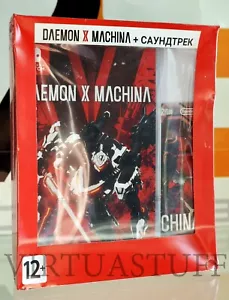 DAEMON X MACHINA + САУНДТРЕК
DAEMON X MACHINA
CHINA
12+
VIRTUASTUFF